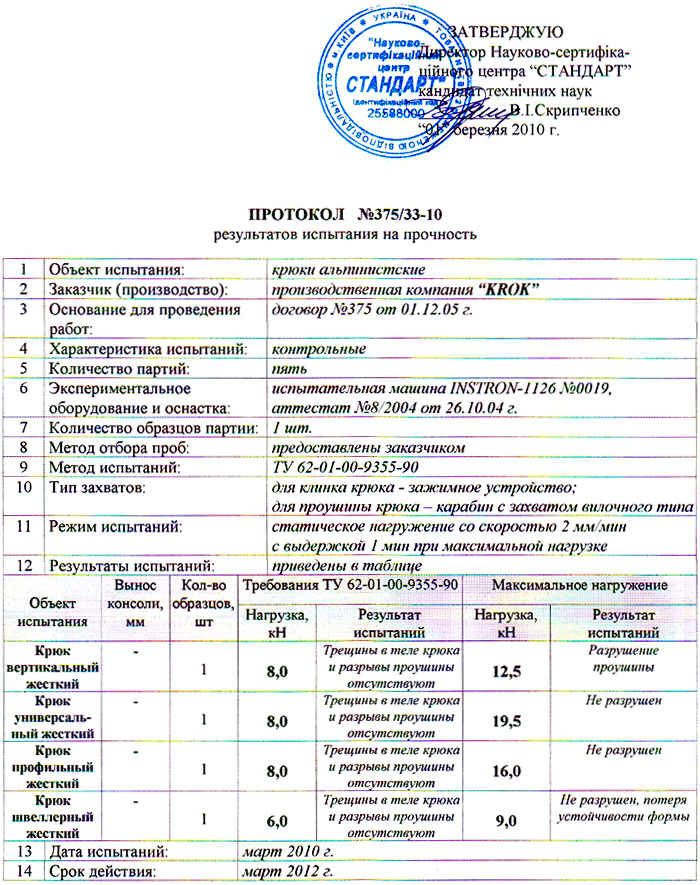 ЗАТВЕРДЖУЮ
Директор Науково-сертифіка-
ційного центра “СТАНДАРТ”
кандидат технічних наук
В.І.Скрипченко
“01” березня 2010 г.
м.КИЇВ * УКРАЇНА *
"Науково-
сертифікаційний
центр
СТАНДАРТ"
Ідентифікаційний код
25598000
ПРОТОКОЛ №375/33-10
результатов испытания на прочность
1 Объект испытания: крюки альпинистские
2 Заказчик (производство): производственная компания “KROK”
3 Основание для проведения договор №375 от 01.12.05 г.
работ:
4 Характеристика испытаний: контрольные
5 Количество партий: пять
6 Экспериментальное испытательная машина INSTRON-1126 №0019,
оборудование и оснастка: аттестат №8/2004 от 26.10.04 г.
7 Количество образцов партии: 1 шт.
8 Метод отбора проб: предоставлены заказчиком
9 Метод испытаний: ТУ 62-01-00-9355-90
10 Тип захватов: для клинка крюка - зажимное устройство;
для проушины крюка – карабин с захватом вилочного типа
11 Режим испытаний: статическое нагружение со скоростью 2 мм/мин
с выдержкой 1 мин при максимальной нагрузке
12 Результаты испытаний: приведены в таблице
Объект
испытания
Вынос
консоли,
мм
Кол-во
образцов,
шт
Требования ТУ 62-01-00-9355-90
Максимальное нагружение
Нагрузка,
кН
Результат
испытаний
Нагрузка,
кН
Результат
испытаний
Крюк
вертикальный
жесткий
-
1
8,0
Трещины в теле крюка
и разрывы проушины
отсутствуют
12,5
Разрушение
проушины
Крюк
универсаль-
ный жесткий
-
1
8,0
Трещины в теле крюка
и разрывы проушины
отсутствуют
19,5
Не разрушен
Крюк
профильный
жесткий
-
1
8,0
Трещины в теле крюка
и разрывы проушины
отсутствуют
16,0
Не разрушен
Крюк
швеллерный
жесткий
-
1
6,0
Трещины в теле крюка
и разрывы проушины
отсутствуют
9,0
Не разрушен, потеря
устойчивости формы
13 Дата испытаний: март 2010 г.
14 Срок действия: март 2012 г.